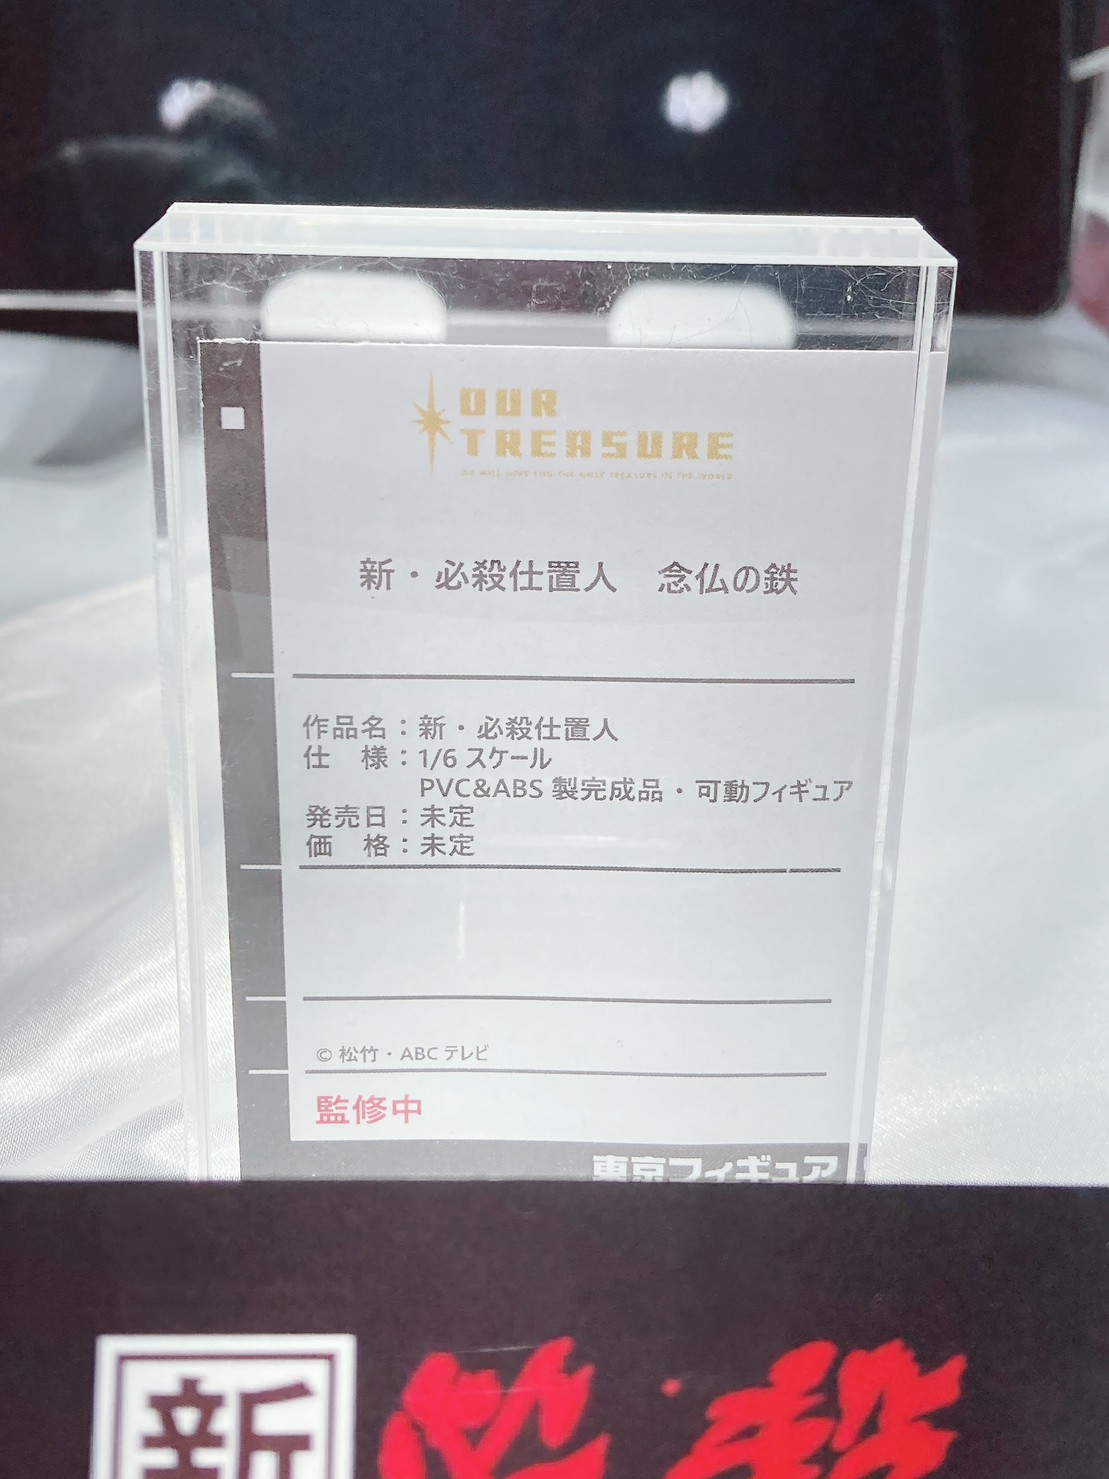 OUR
TREASURE
新・必殺仕置人　念仏の鉄
作品名：新・必殺仕置人
仕　様：1/6 スケール
PVC&ABS 製完成品・可動フィギュア
発売日：未定
価　格：未定
© 松竹・ABC テレビ
監修中
東京フィギュア
新
必殺